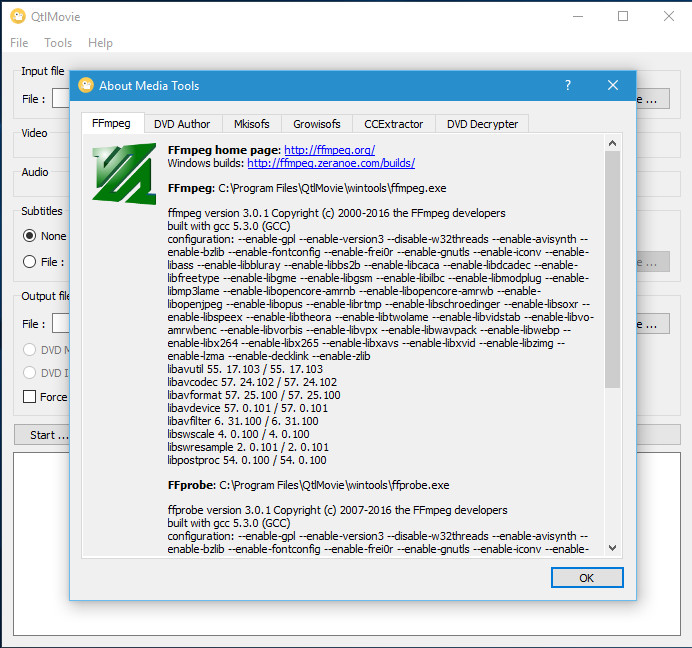 QtlMovie
File Tools Help
Input file
File :
e ...
Video
Audio
Subtitles
None
File :
e ...
Output file
File :
e ...
DVD
DVD
Force
Start ...
About Media Tools
?
FFmpeg DVD Author Mkisofs Growisofs CCExtractor DVD Decrypter
FFmpeg home page: http://ffmpeg.org/
Windows builds: http://ffmpeg.zeranoe.com/builds/
FFmpeg: C:\Program Files\QtlMovie\wintools\ffmpeg.exe
ffmpeg version 3.0.1 Copyright (c) 2000-2016 the FFmpeg developers
built with gcc 5.3.0 (GCC)
configuration: --enable-gpl --enable-version3 --disable-w32threads --enable-avisynth --
enable-bzlib --enable-fontconfig --enable-frei0r --enable-gnutls --enable-iconv --enable-
libass --enable-libbluray --enable-libbs2b --enable-libcaca --enable-libdcadec --enable-
libfreetype --enable-libgme --enable-libgsm --enable-libilbc --enable-libmodplug --enable-
libmp3lame --enable-libopencore-amrnb --enable-libopencore-amrwb --enable-
libopenjpeg --enable-libopus --enable-librtmp --enable-libschroedinger --enable-libsoxr --
enable-libspeex --enable-libtheora --enable-libtwolame --enable-libvidstab --enable-libvo-
amrwbenc --enable-libvorbis --enable-libvpx --enable-libwavpack --enable-libwebp --
enable-libx264 --enable-libx265 --enable-libxavs --enable-libxvid --enable-libzimg --
enable-lzma --enable-decklink --enable-zlib
libavutil 55. 17.103 / 55. 17.103
libavcodec 57. 24.102 / 57. 24.102
libavformat 57. 25.100 / 57. 25.100
libavdevice 57. 0.101 / 57. 0.101
libavfilter 6. 31.100 / 6. 31.100
libswscale 4. 0.100 / 4. 0.100
libswresample 2. 0.101 / 2. 0.101
libpostproc 54. 0.100 / 54. 0.100
FFprobe: C:\Program Files\QtlMovie\wintools\ffprobe.exe
ffprobe version 3.0.1 Copyright (c) 2007-2016 the FFmpeg developers
built with gcc 5.3.0 (GCC)
configuration: --enable-gpl --enable-version3 --disable-w32threads --enable-avisynth --
enable-bzlib --enable-fontconfig --enable-frei0r --enable-gnutls --enable-iconv --enable-
OK